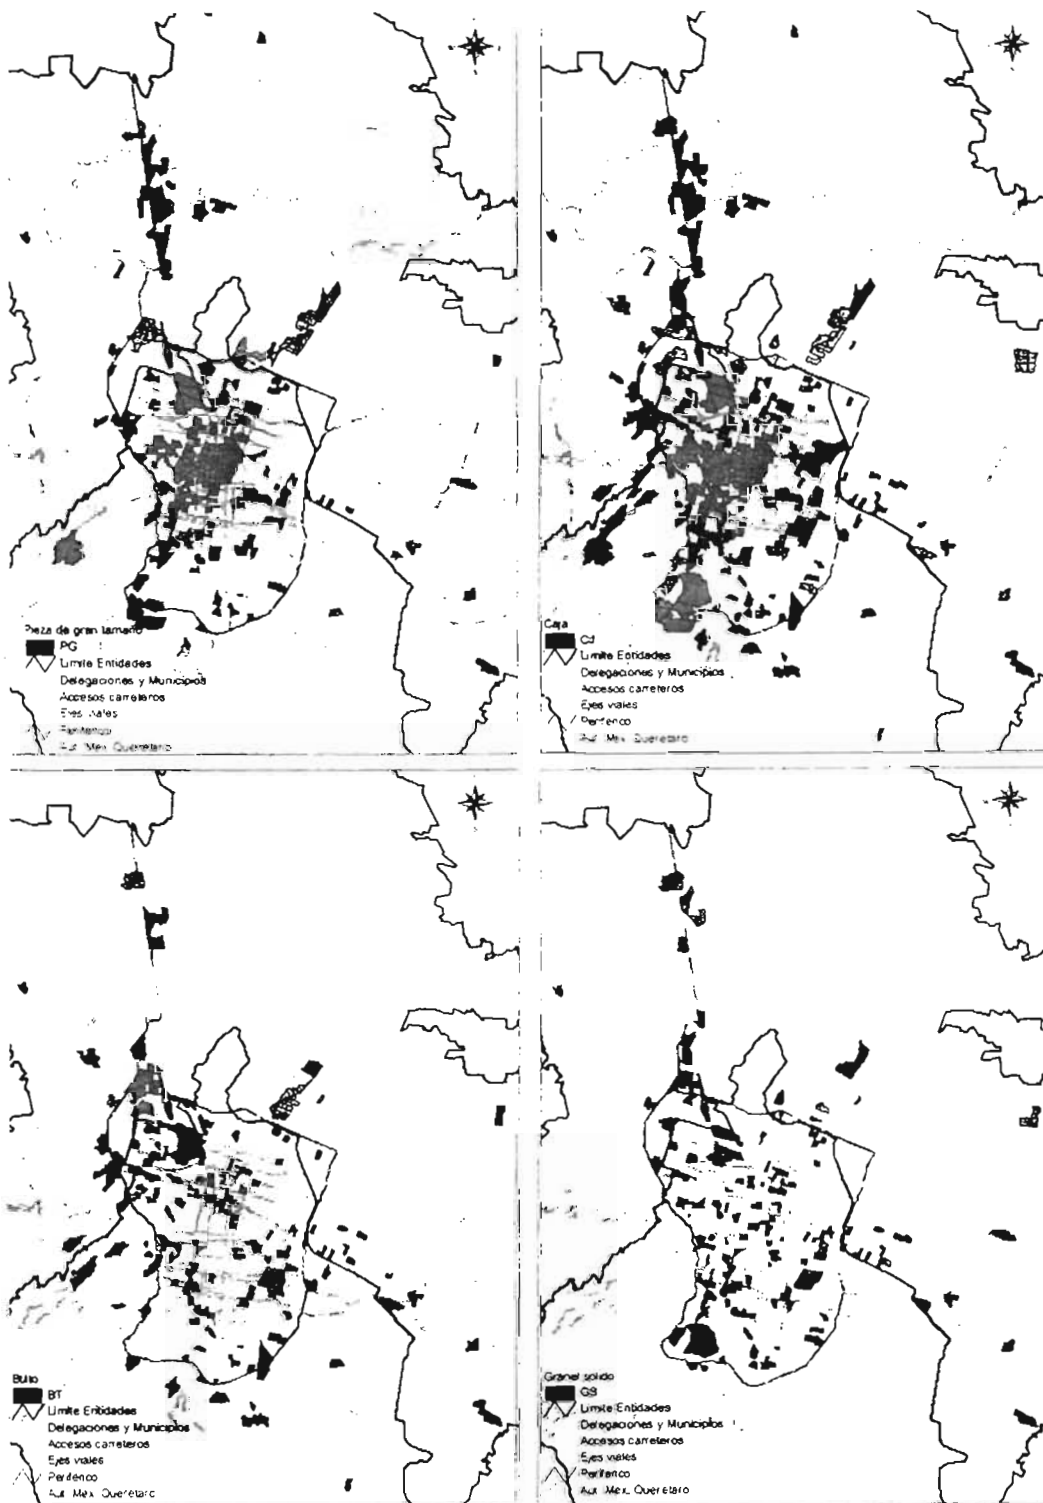 Pieza de gran tamaño
PG
Limite Entidades
Delegaciones y Municipios
Accesos carreteros
Ejes viales
Periferico
Aut. Mex. Queretaro
Caja
CJ
Limite Entidades
Delegaciones y Municipios
Accesos carreteros
Ejes viales
Periferico
Aut. Mex. Queretaro
Bulto
BT
Limite Entidades
Delegaciones y Municipios
Accesos carreteros
Ejes viales
Periferico
Aut. Mex. Queretaro
Granel solido
GS
Limite Entidades
Delegaciones y Municipios
Accesos carreteros
Ejes viales
Periferico
Aut. Mex. Queretaro